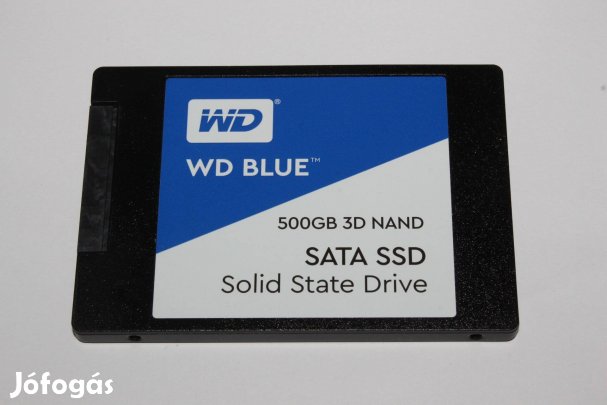 WD®
WD BLUE™
500GB 3D NAND
SATA SSD
Solid State Drive
Jófogás